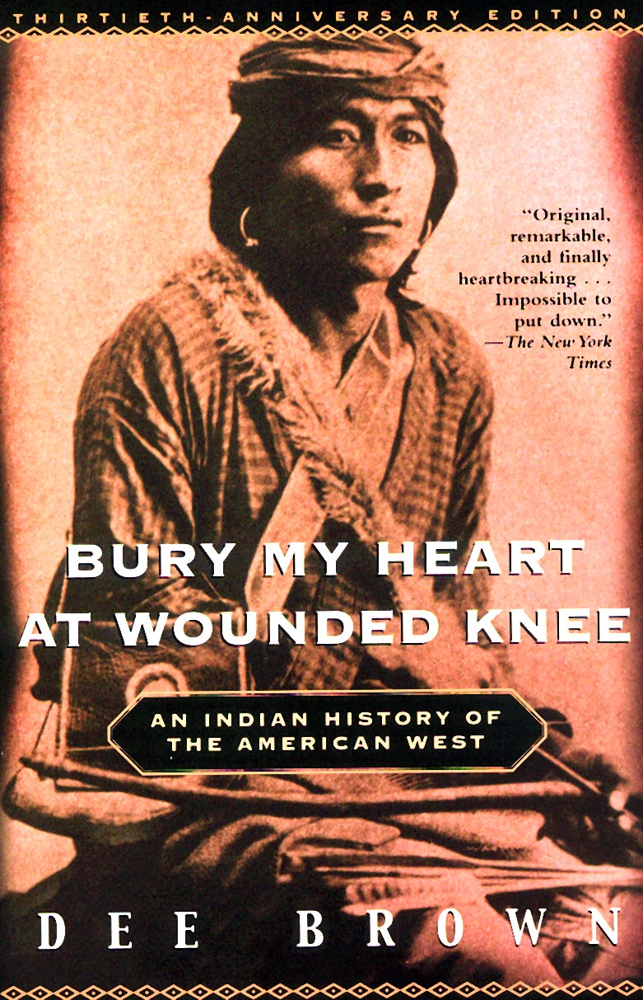 THIRTIETH-ANNIVERSARY EDITION
“Original,
remarkable,
and finally
heartbreaking . . .
Impossible to
put down.”
—The New York
Times
BURY MY HEART
AT WOUNDED KNEE
AN INDIAN HISTORY OF
THE AMERICAN WEST
DEE BROWN